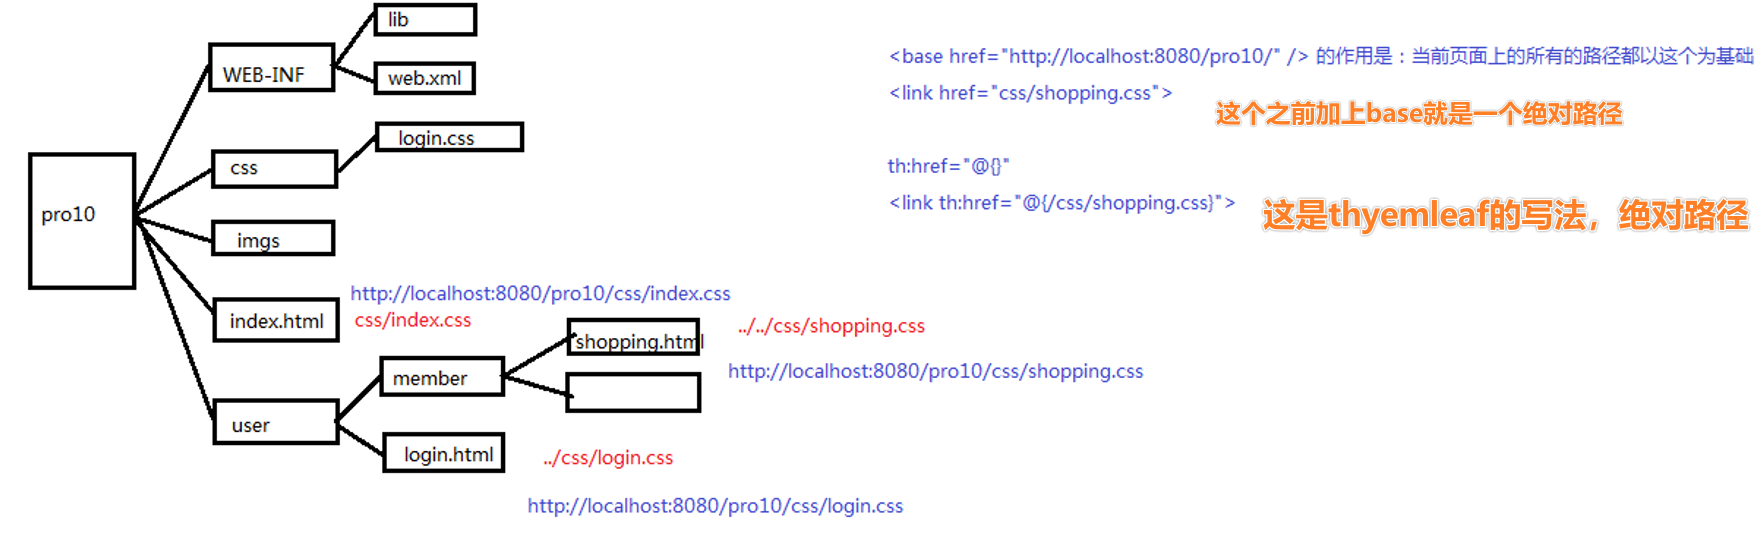 lib
WEB-INF
web.xml
login.css
css
pro10
imgs
http://localhost:8080/pro10/css/index.css
index.html
css/index.css
shopping.html
../../css/shopping.css
member
http://localhost:8080/pro10/css/shopping.css
user
login.html
../css/login.css
http://localhost:8080/pro10/css/login.css
<base href="http://localhost:8080/pro10/" /> 的作用是：当前页面上的所有的路径都以这个为基础
<link href="css/shopping.css">
这个之前加上base就是一个绝对路径
th:href="@{}"
<link th:href="@{/css/shopping.css}">
这是thyemleaf的写法，绝对路径